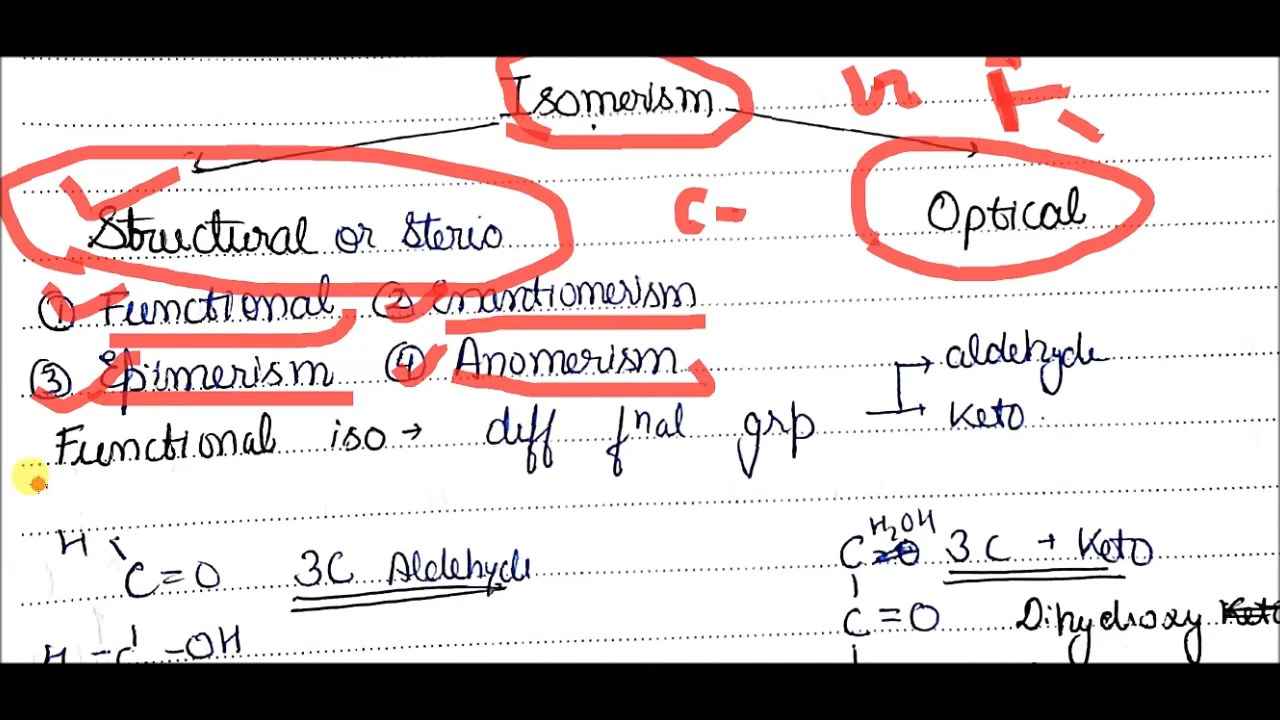 Isomerism
Structural or Sterio
Optical
① Functional ② Enantiomerism
③ Epimerism ④ Anomerism
Functional iso → diff fnal grp → aldehyde
→ Keto
H
C=O 3C Aldehyde
H -C -OH
CH₂OH 3C + Keto
C=O Dihydroxy